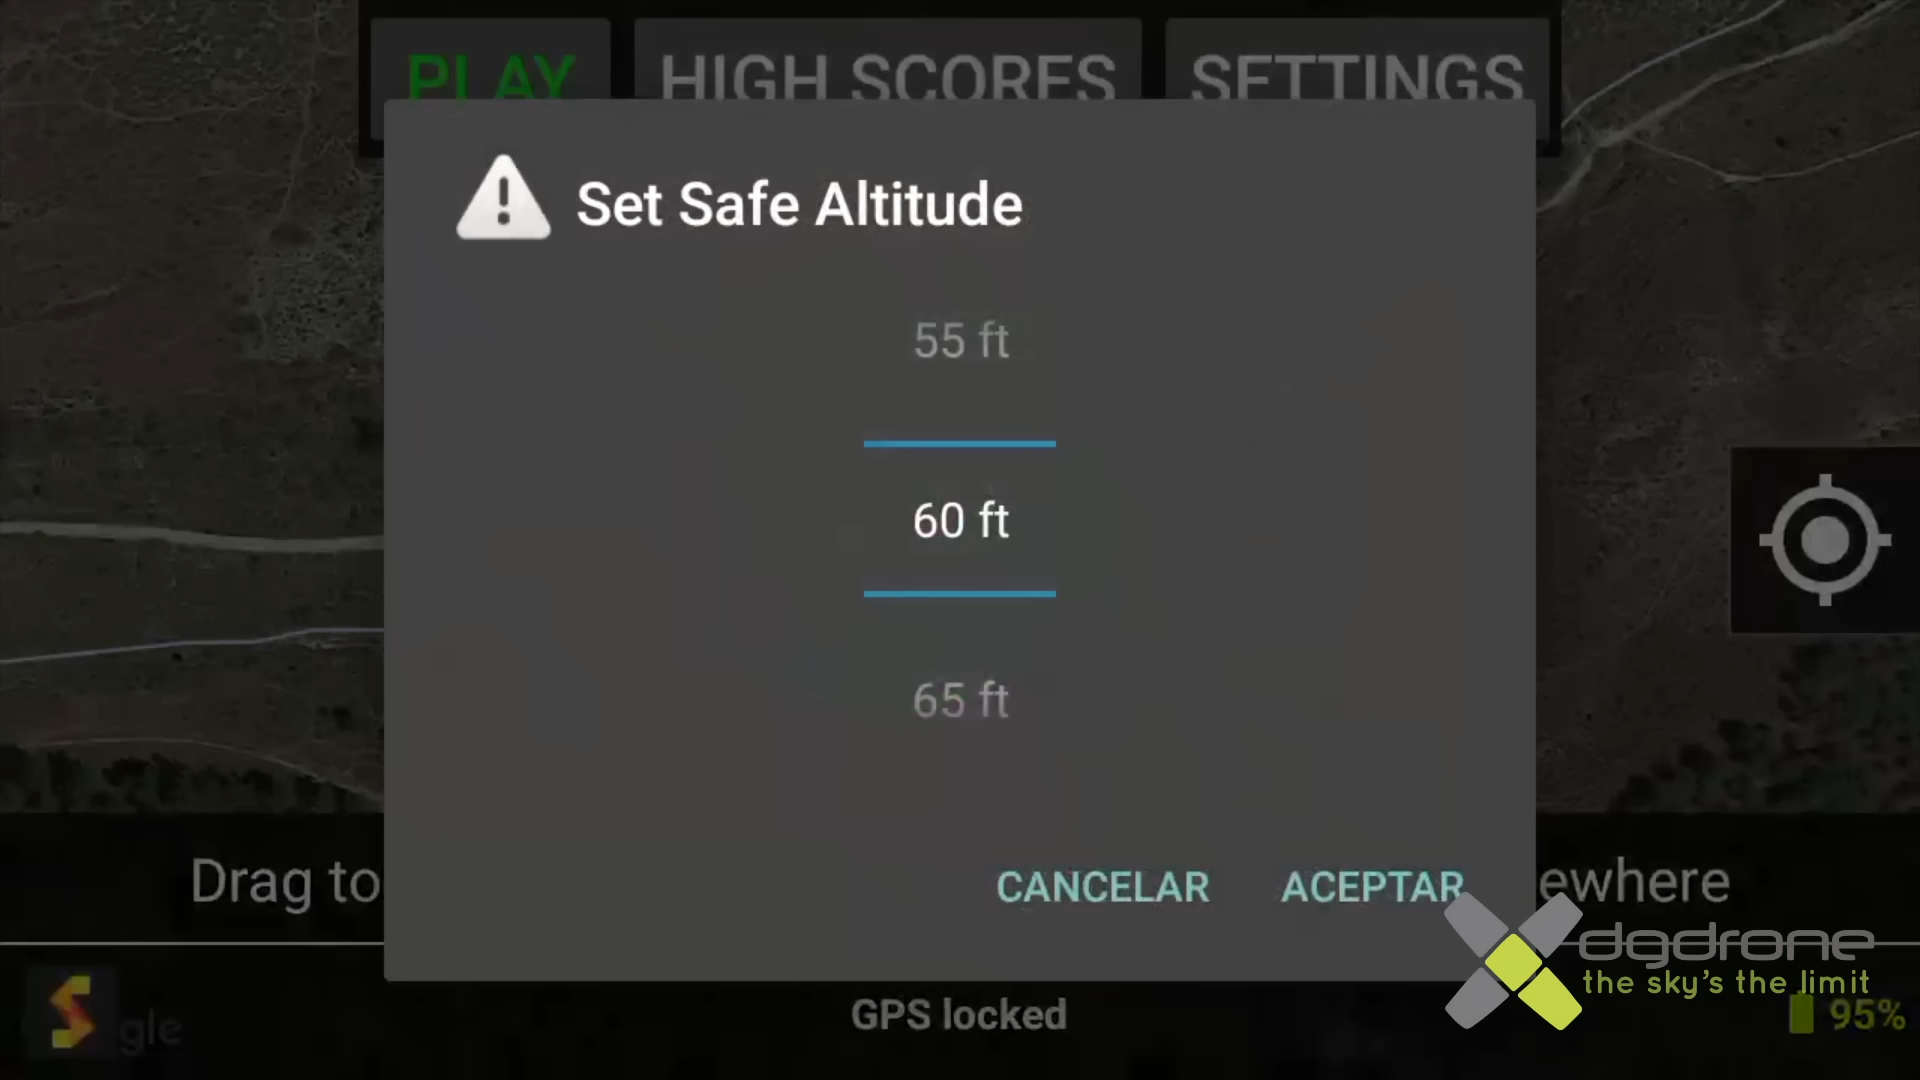 PLAY HIGH SCORES SETTINGS
Set Safe Altitude
55 ft
60 ft
65 ft
CANCELAR ACEPTAR
Drag to ewhere
dgdrone
the sky's the limit
gle GPS locked 95%